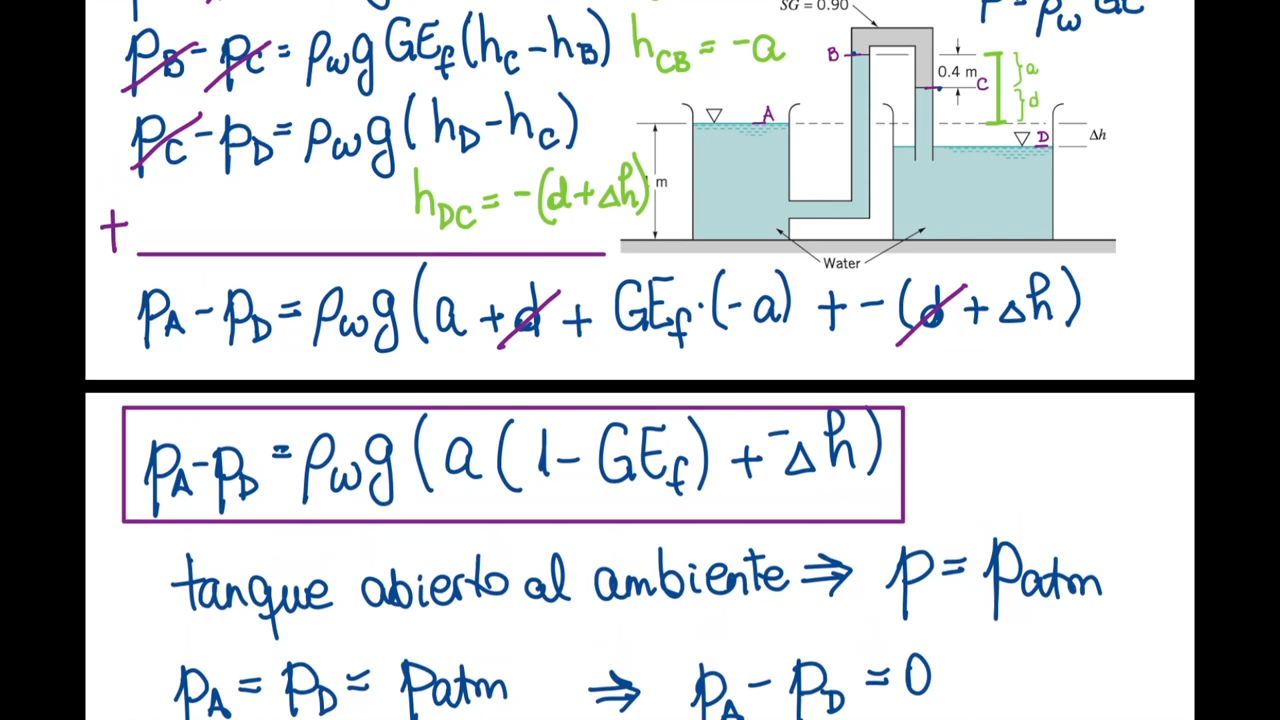 SG = 0.90
p_B - p_C = ρ_w g GE_f (h_C - h_B)
h_CB = -a
B
0.4 m
C
a
d
p_C - p_D = ρ_w g (h_D - h_C)
A
D
Δh
h_DC = -(d + Δh)
m
+
Water
p_A - p_D = ρ_w g (a + d + GE_f · (-a) + - (d + Δh)
p_A - p_D = ρ_w g (a (1 - GE_f) + - Δh)
tanque abierto al ambiente ⇒ p = p_atm
p_A = p_D = p_atm ⇒ p_A - p_D = 0